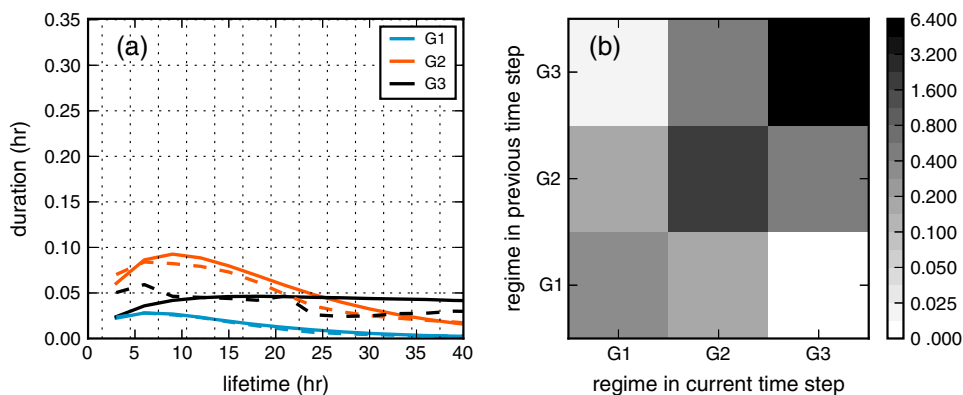 (a)
G1
G2
G3
0.35
0.30
0.25
0.20
0.15
0.10
0.05
0.00
duration (hr)
0 5 10 15 20 25 30 35 40
lifetime (hr)
(b)
regime in previous time step
G3
G2
G1
G1 G2 G3
regime in current time step
6.400
3.200
1.600
0.800
0.400
0.200
0.100
0.050
0.025
0 .000